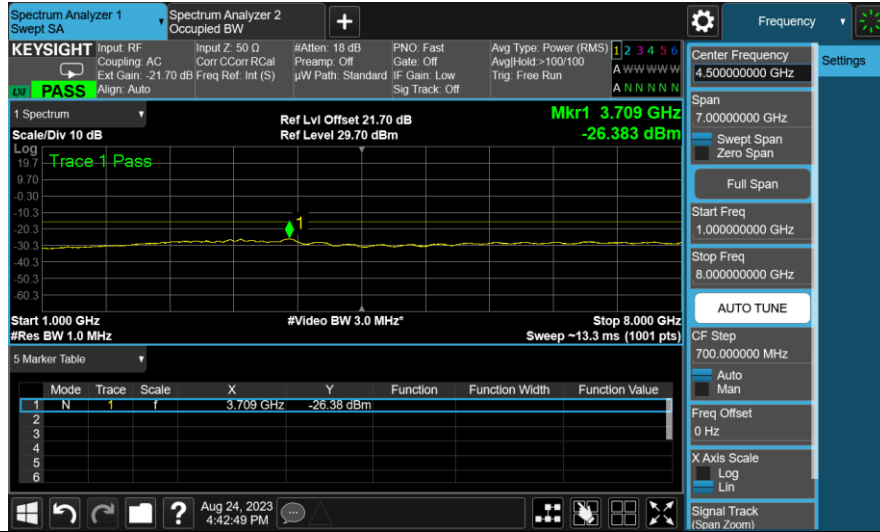 Spectrum Analyzer 1
Swept SA
Spectrum Analyzer 2
Occupied BW
Frequency
KEYSIGHT
PASS
Input: RF
Coupling: AC
Ext Gain: -21.70 dB
Align: Auto
Input Z: 50 Ω
Corr CCorr RCal
Freq Ref: Int (S)
#Atten: 18 dB
Preamp: Off
µW Path: Standard
PNO: Fast
Gate: Off
IF Gain: Low
Sig Track: Off
Avg Type: Power (RMS)
Avg|Hold:>100/100
Trig: Free Run
1 2 3 4 5 6
A W W W W W
A N N N N N
1 Spectrum
Scale/Div 10 dB
Ref Lvl Offset 21.70 dB
Ref Level 29.70 dBm
Mkr1 3.709 GHz
-26.383 dBm
Log
Trace 1 Pass
19.7
9.70
-0.30
-10.3
-20.3
-30.3
-40.3
-50.3
-60.3
1
Start 1.000 GHz
#Video BW 3.0 MHz*
Stop 8.000 GHz
#Res BW 1.0 MHz
Sweep ~13.3 ms (1001 pts)
5 Marker Table
Mode Trace Scale X Y Function Function Width Function Value
1 N 1 f 3.709 GHz -26.38 dBm
2
3
4
5
6
Center Frequency
4.500000000 GHz
Settings
Span
7.00000000 GHz
Swept Span
Zero Span
Full Span
Start Freq
1.000000000 GHz
Stop Freq
8.000000000 GHz
AUTO TUNE
CF Step
700.000000 MHz
Auto
Man
Freq Offset
0 Hz
X Axis Scale
Log
Lin
Signal Track
(Span Zoom)
Aug 24, 2023
4:42:49 PM